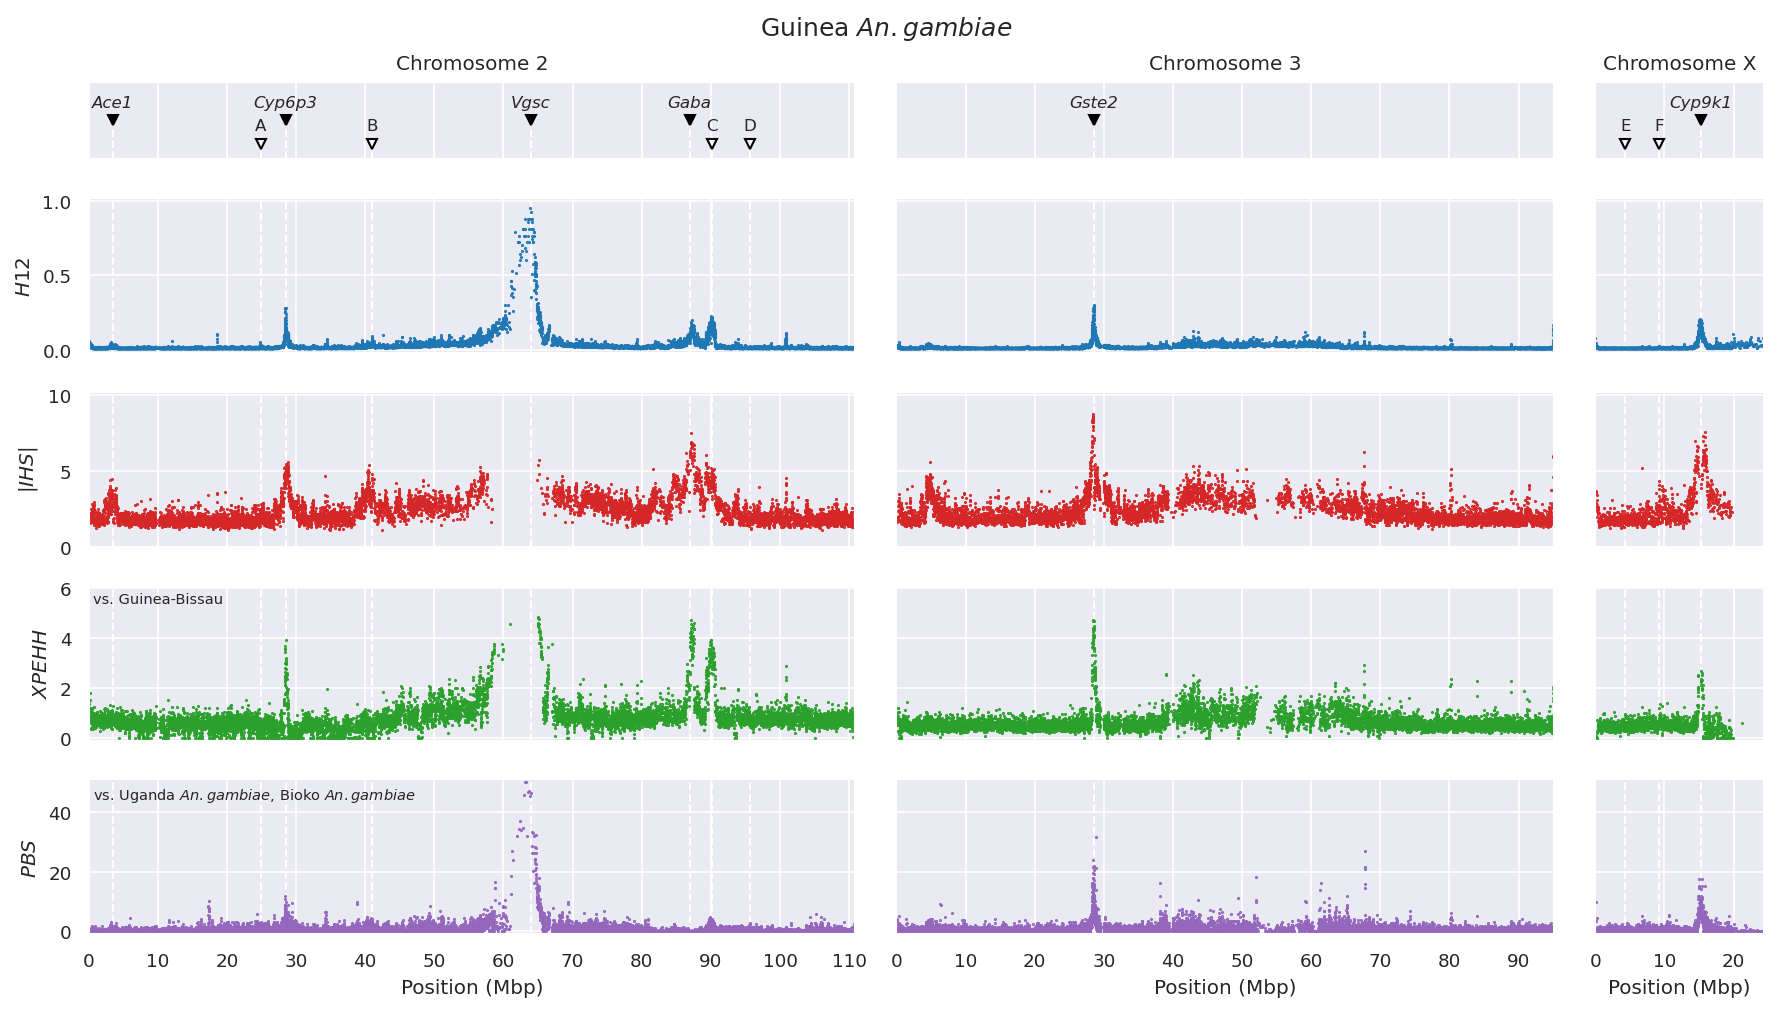 Guinea An. gambiae
Chromosome 2 Chromosome 3 Chromosome X
Ace1 Cyp6p3 Vgsc Gaba Gste2 Cyp9k1
A B C D E F
1.0
0.5
0.0
H12
10
5
0
|IHS|
6
4
2
0
XPEHH
vs. Guinea-Bissau
40
20
0
PBS
vs. Uganda An. gambiae, Bioko An. gambiae
0 10 20 30 40 50 60 70 80 90 100 110 0 10 20 30 40 50 60 70 80 90 0 10 20
Position (Mbp) Position (Mbp) Position (Mbp)